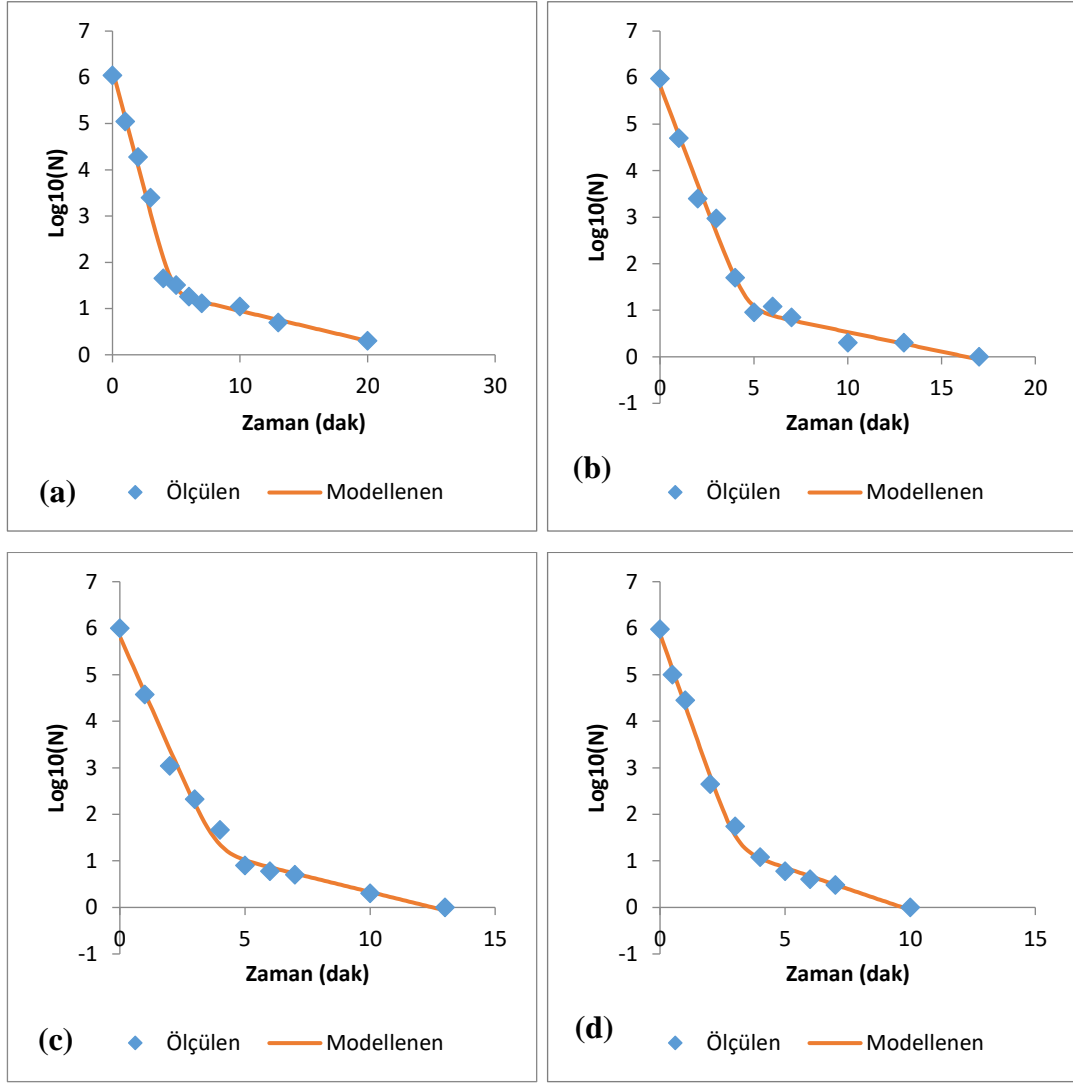 7
6
5
4
3
2
1
0
0 10 20 30
Log10(N)
Zaman (dak)
(a) Ölçülen Modellenen
7
6
5
4
3
2
1
0
-1
0 5 10 15 20
Log10(N)
Zaman (dak)
(b) Ölçülen Modellenen
7
6
5
4
3
2
1
0
-1
0 5 10 15
Log10(N)
Zaman (dak)
(c) Ölçülen Modellenen
7
6
5
4
3
2
1
0
-1
0 5 10 15
Log10(N)
Zaman (dak)
(d) Ölçülen Modellenen